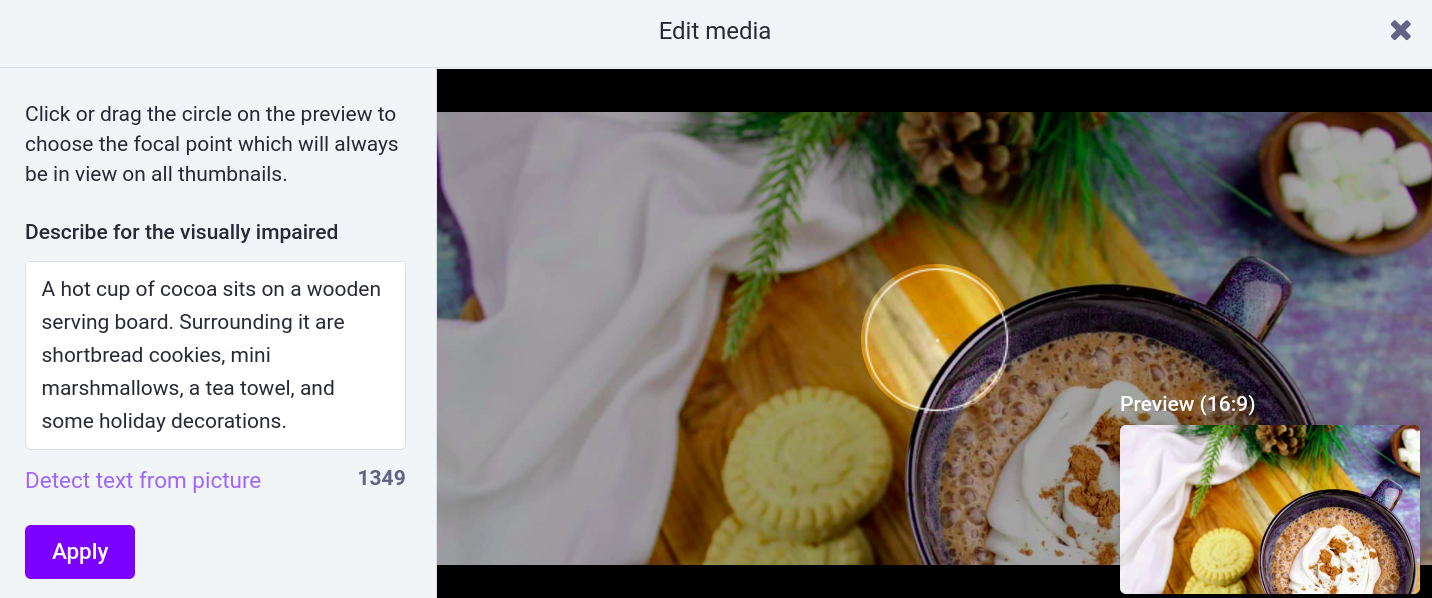 Edit media
Click or drag the circle on the preview to
choose the focal point which will always
be in view on all thumbnails.
Describe for the visually impaired
A hot cup of cocoa sits on a wooden
serving board. Surrounding it are
shortbread cookies, mini
marshmallows, a tea towel, and
some holiday decorations.
Detect text from picture
1349
Apply
Preview (16:9)